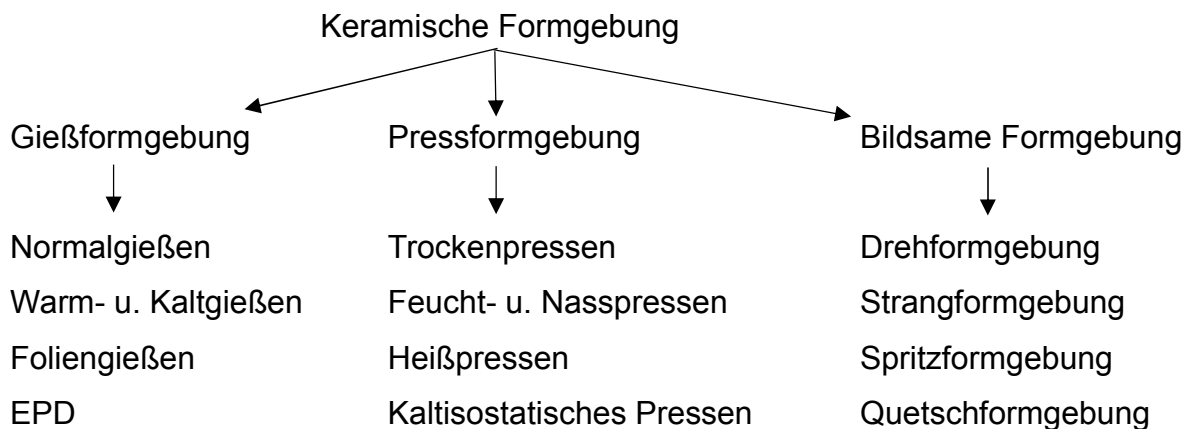 Keramische Formgebung
Gießformgebung Pressformgebung Bildsame Formgebung
Normalgießen Trockenpressen Drehformgebung
Warm- u. Kaltgießen Feucht- u. Nasspressen Strangformgebung
Foliengießen Heißpressen Spritzformgebung
EPD Kaltisostatisches Pressen Quetschformgebung